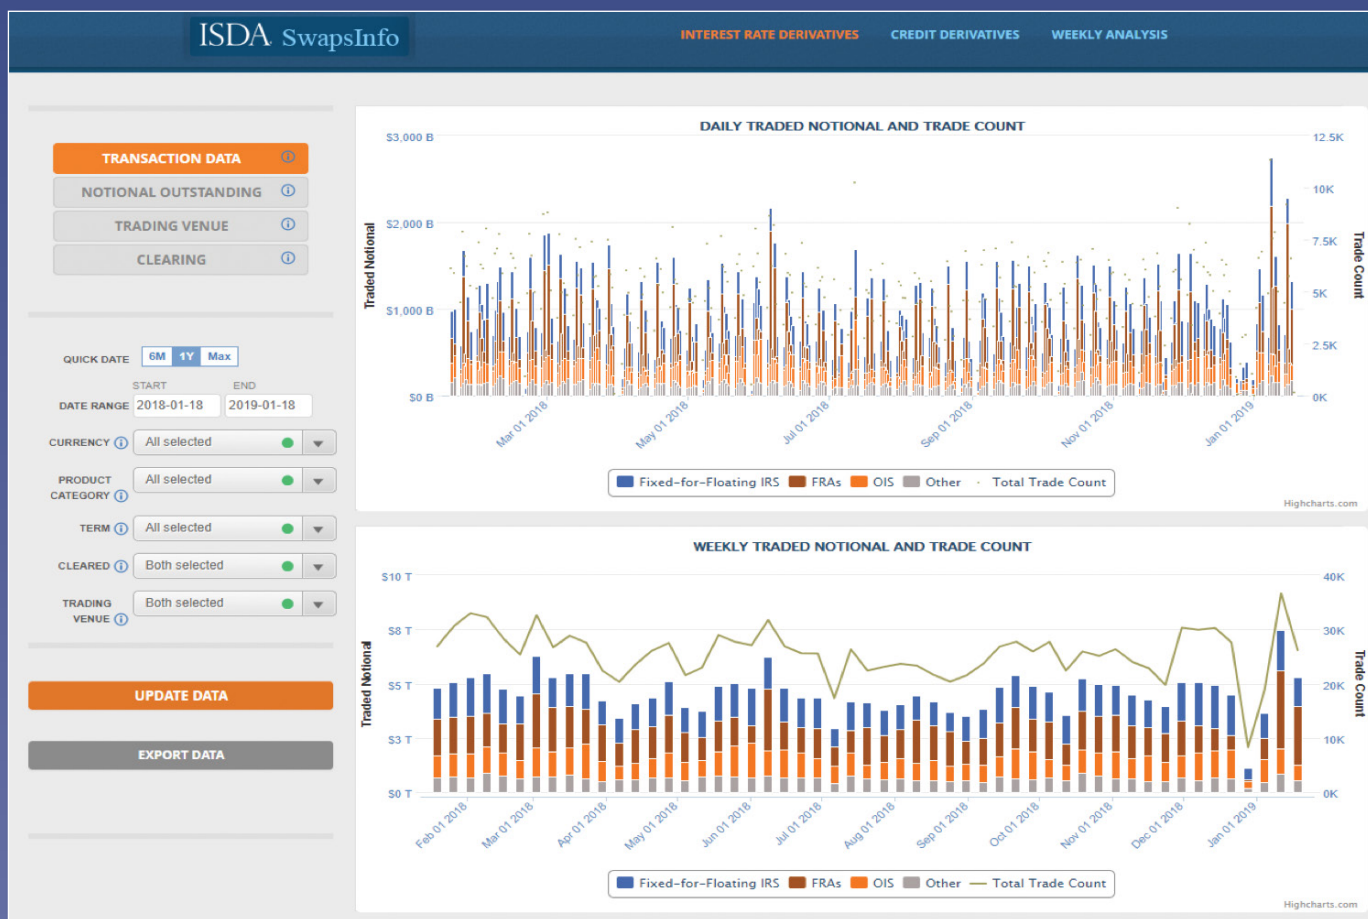 ISDA SwapsInfo
INTEREST RATE DERIVATIVES CREDIT DERIVATIVES WEEKLY ANALYSIS
TRANSACTION DATA
NOTIONAL OUTSTANDING
TRADING VENUE
CLEARING
QUICK DATE 6M 1Y Max
START END
DATE RANGE 2018-01-18 2019-01-18
CURRENCY All selected
PRODUCT CATEGORY All selected
TERM All selected
CLEARED Both selected
TRADING VENUE Both selected
UPDATE DATA
EXPORT DATA
DAILY TRADED NOTIONAL AND TRADE COUNT
Traded Notional
$3,000 B
$2,000 B
$1,000 B
$0 B
12.5K
10K
7.5K
5K
2.5K
0K
Trade Count
Mar 01 2018
May 01 2018
Jul 01 2018
Sep 01 2018
Nov 01 2018
Jan 01 2019
Fixed-for-Floating IRS FRAs OIS Other Total Trade Count
Highcharts.com
WEEKLY TRADED NOTIONAL AND TRADE COUNT
Traded Notional
$10 T
$8 T
$5 T
$3 T
$0 T
40K
30K
20K
10K
0K
Trade Count
Feb 01 2018
Mar 01 2018
Apr 01 2018
May 01 2018
Jun 01 2018
Jul 01 2018
Aug 01 2018
Sep 01 2018
Oct 01 2018
Nov 01 2018
Dec 01 2018
Jan 01 2019
Fixed-for-Floating IRS FRAs OIS Other Total Trade Count
Highcharts.com